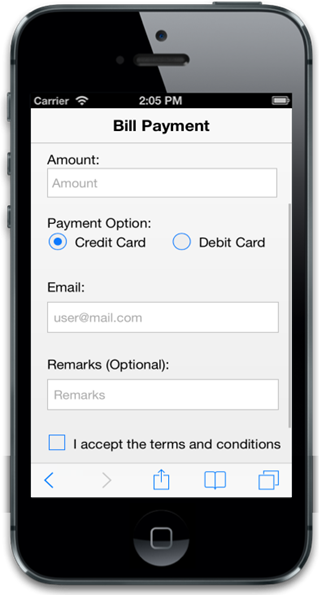 Carrier 2:05 PM
Bill Payment
Amount:
Amount
Payment Option:
Credit Card Debit Card
Email:
user@mail.com
Remarks (Optional):
Remarks
I accept the terms and conditions